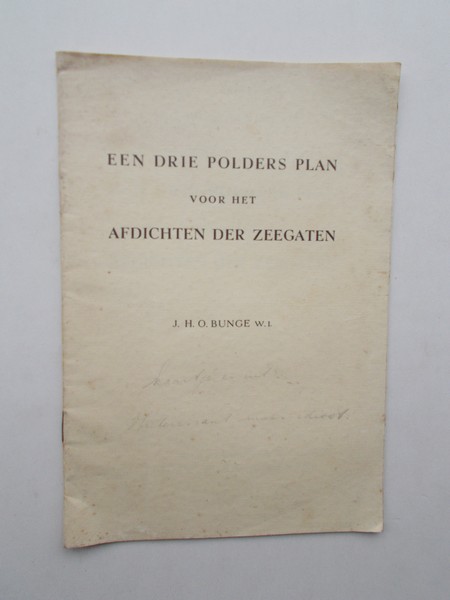 EEN DRIE POLDERS PLAN
VOOR HET
AFDICHTEN DER ZEEGATEN
J. H. O. BUNGE W. I.